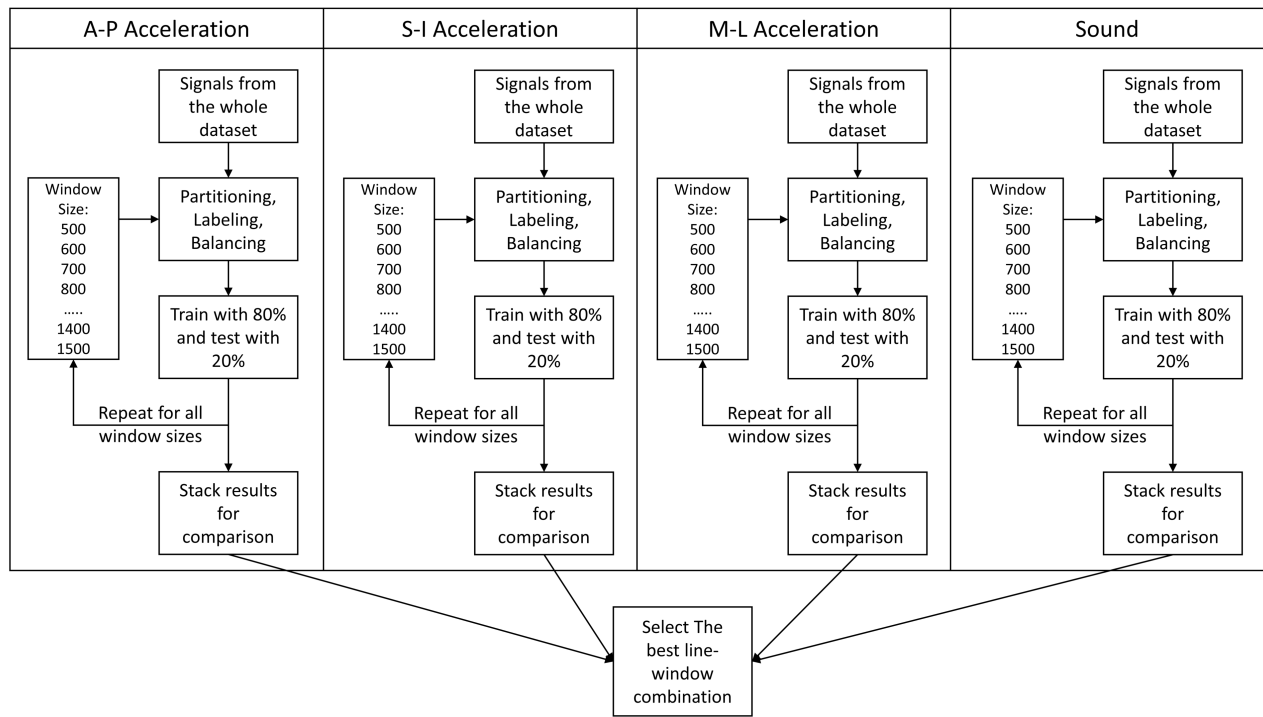 A-P Acceleration
Signals from
the whole
dataset
Window
Size:
500
600
700
800
.....
1400
1500
Partitioning,
Labeling,
Balancing
Train with 80%
and test with
20%
Repeat for all
window sizes
Stack results
for
comparison
S-I Acceleration
Signals from
the whole
dataset
Window
Size:
500
600
700
800
.....
1400
1500
Partitioning,
Labeling,
Balancing
Train with 80%
and test with
20%
Repeat for all
window sizes
Stack results
for
comparison
M-L Acceleration
Signals from
the whole
dataset
Window
Size:
500
600
700
800
.....
1400
1500
Partitioning,
Labeling,
Balancing
Train with 80%
and test with
20%
Repeat for all
window sizes
Stack results
for
comparison
Sound
Signals from
the whole
dataset
Window
Size:
500
600
700
800
.....
1400
1500
Partitioning,
Labeling,
Balancing
Train with 80%
and test with
20%
Repeat for all
window sizes
Stack results
for
comparison
Select The
best line-
window
combination